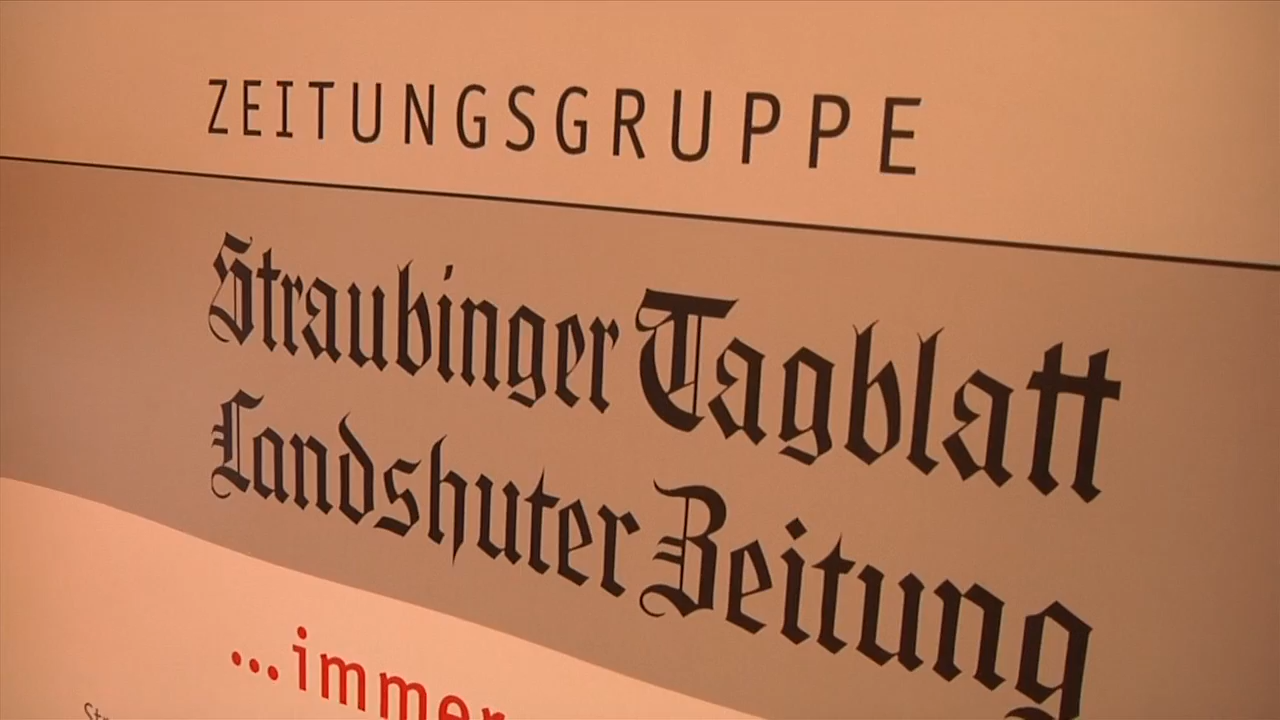 ZEITUNGSGRUPPE
Straubinger Tagblatt
Landshuter Zeitung
...immer